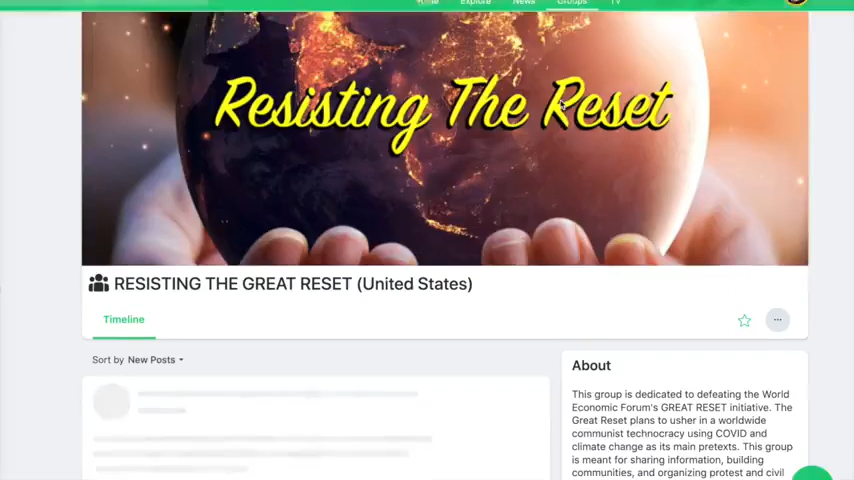 Home Explore News Groups TV
Resisting The Reset
RESISTING THE GREAT RESET (United States)
Timeline
Sort by New Posts
About
This group is dedicated to defeating the World
Economic Forum's GREAT RESET initiative. The
Great Reset plans to usher in a worldwide
communist technocracy using COVID and
climate change as its main pretexts. This group
is meant for sharing information, building
communities, and organizing protest and civil